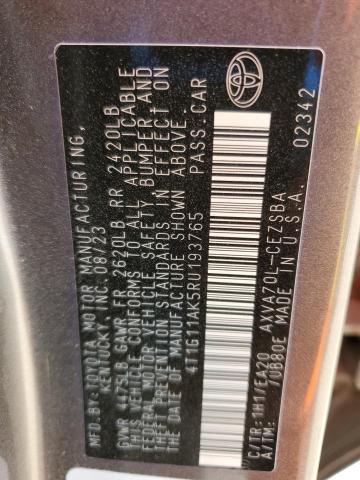 MFD. BY: TOYOTA MOTOR MANUFACTURING,
KENTUCKY, INC. 08/23
GVWR 4475LB GAWR FR 2620LB RR 2420LB
THIS VEHICLE CONFORMS TO ALL APPLICABLE
FEDERAL MOTOR VEHICLE SAFETY, BUMPER, AND
THEFT PREVENTION STANDARDS IN EFFECT ON
THE DATE OF MANUFACTURE SHOWN ABOVE.
4T1G11AK5RU193765 PASS.CAR
C/TR:1H1/EA20 AXVA70L-CEZSBA
A/TM: /UB80E MADE IN U.S.A.
02342